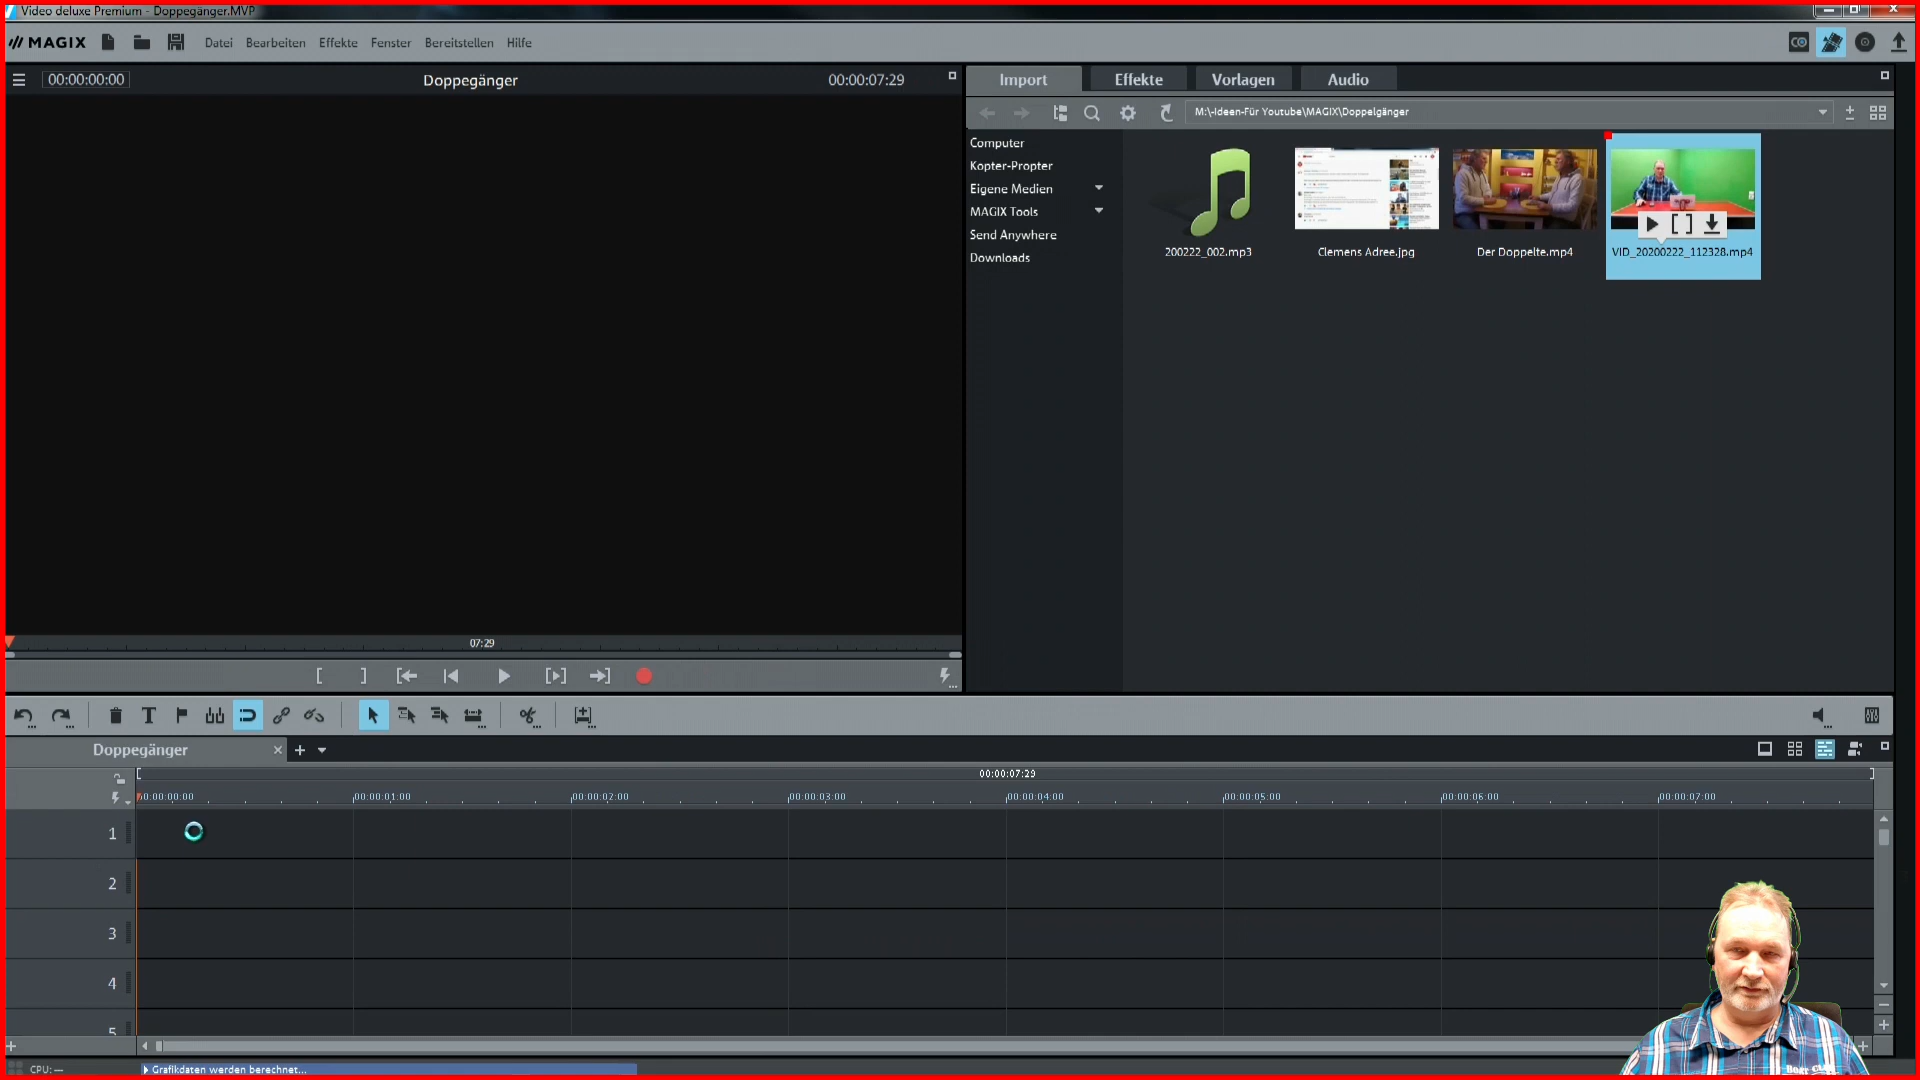 Video deluxe Premium - Doppegänger.MVP
MAGIX
Datei Bearbeiten Effekte Fenster Bereitstellen Hilfe
00:00:00:00 Doppegänger 00:00:07:29
Import Effekte Vorlagen Audio
M:\-Ideen-Für Youtube\MAGIX\Doppelgänger
Computer
Kopter-Propter
Eigene Medien
MAGIX Tools
Send Anywhere
Downloads
200222_002.mp3 Clemens Adree.jpg Der Doppelte.mp4 VID_20200222_112328.mp4
07:29
Doppegänger
00:00:07:29
00:00:00:00 00:00:01:00 00:00:02:00 00:00:03:00 00:00:04:00 00:00:05:00 00:00:06:00 00:00:07:00
1
2
3
4
5
CPU: —
Grafikdaten werden berechnet...